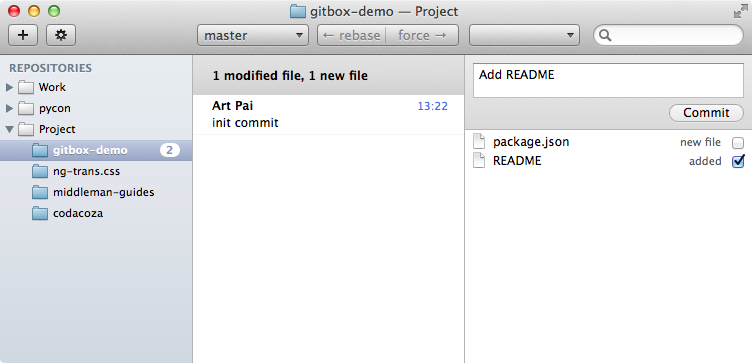 gitbox-demo — Project
master
← rebase force →
REPOSITORIES
Work
pycon
Project
gitbox-demo 2
ng-trans.css
middleman-guides
codacoza
1 modified file, 1 new file
Art Pai 13:22
init commit
Add README
Commit
package.json new file
README added